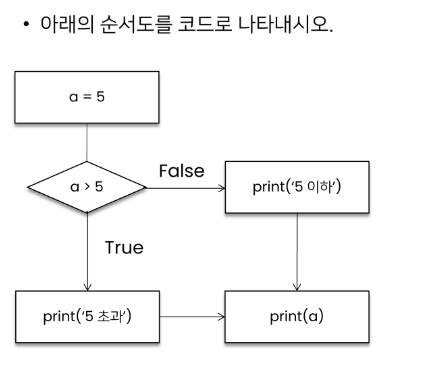 • 아래의 순서도를 코드로 나타내시오.
a = 5
a > 5
False
print('5 이하')
True
print('5 초과')
print(a)